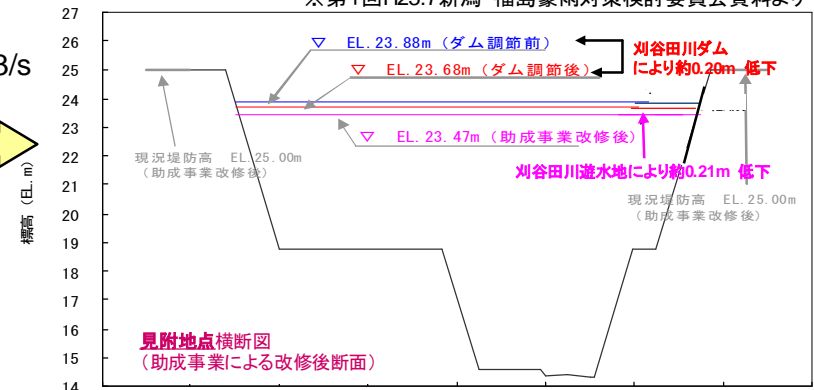 ※第1回H23.7新潟・福島豪雨対策検討委員会資料より
3/s
標高（EL. m）
27
26
25
24
23
22
21
20
19
18
17
16
15
14
▽ EL.23.88m（ダム調節前）
▽ EL.23.68m（ダム調節後）
刈谷田川ダム
により約0.20m 低下
▽ EL.23.47m（助成事業改修後）
現況堤防高 EL.25.00m
（助成事業改修後）
刈谷田川遊水地により約0.21m 低下
現況堤防高 EL.25.00m
（助成事業改修後）
見附地点横断図
（助成事業による改修後断面）